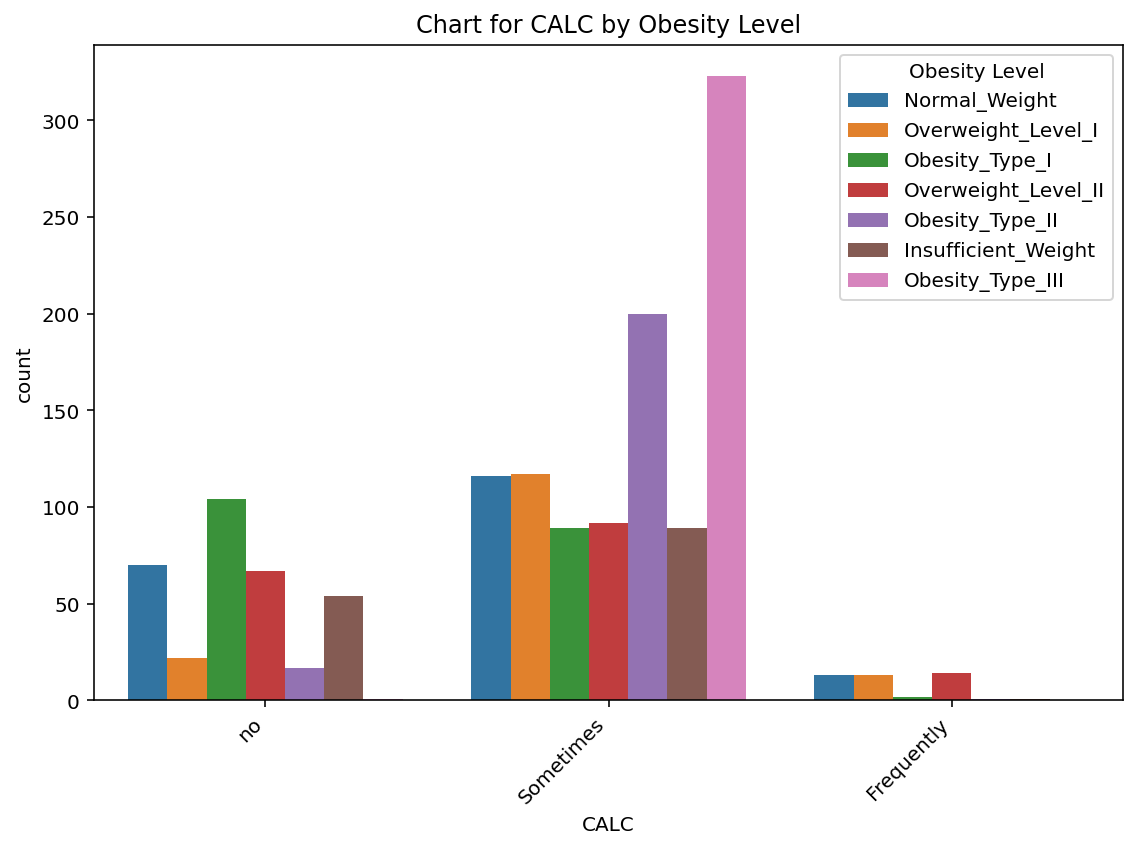 Chart for CALC by Obesity Level
Obesity Level
Normal_Weight
Overweight_Level_I
Obesity_Type_I
Overweight_Level_II
Obesity_Type_II
Insufficient_Weight
Obesity_Type_III
count
300
250
200
150
100
50
0
no
Sometimes
Frequently
CALC